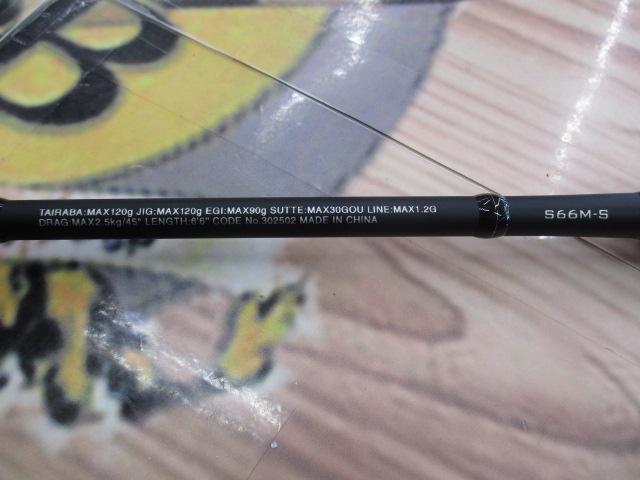 TAIRABA:MAX120g JIG:MAX120g EGI:MAX90g SUTTE:MAX30GOU LINE:MAX1.2G
DRAG:MAX2.5kg/45° LENGTH:6'6" CODE No.302502 MADE IN CHINA
S66M-S
B